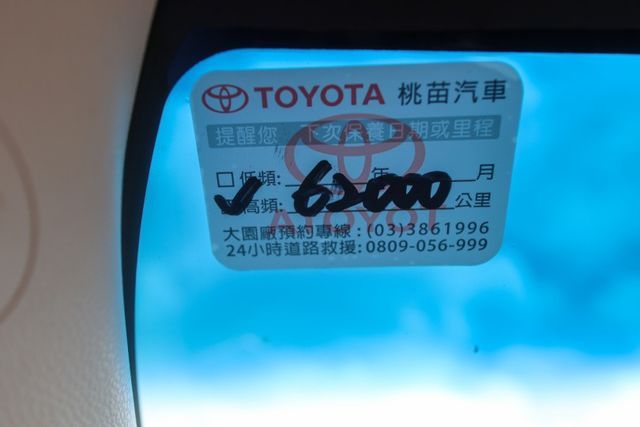 TOYOTA 桃苗汽車
提醒您 下次保養日期或里程
□低頻: 年 月
✓□高頻: 62000 公里
大園廠預約專線:(03)3861996
24小時道路救援:0809-056-999